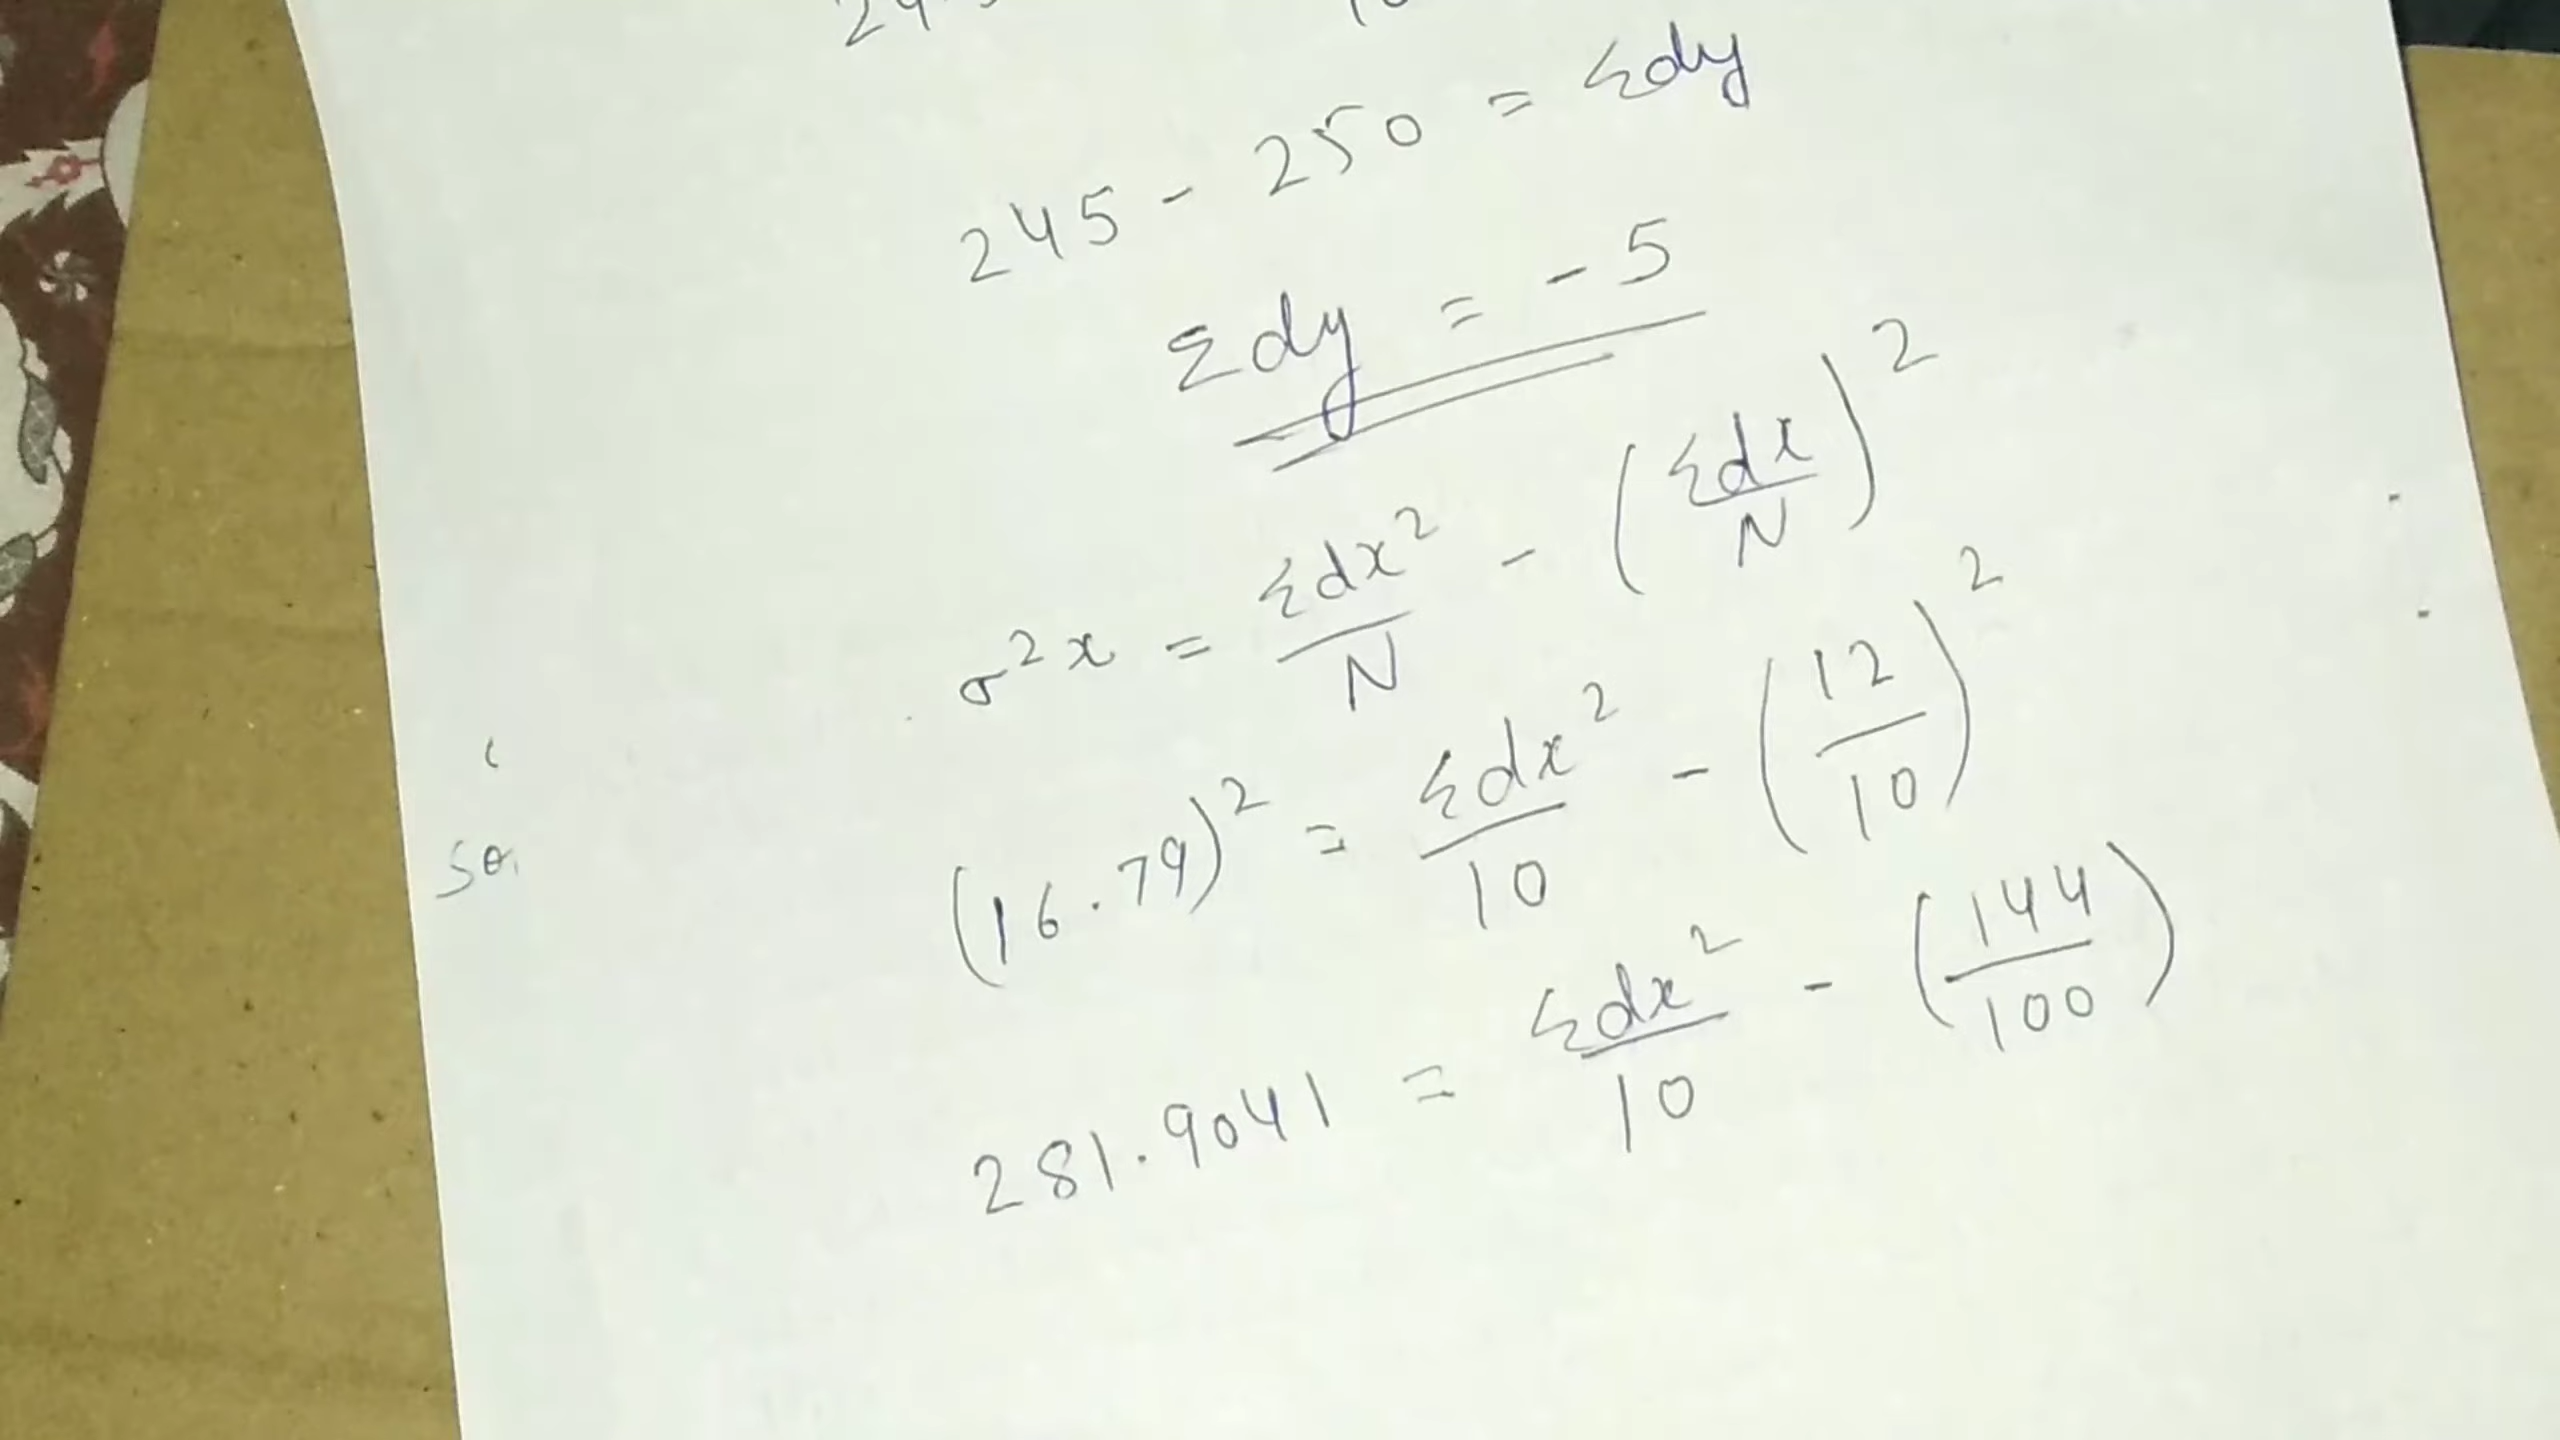 245 - 250 = Σdy
Σdy = -5
σ²x = Σdx²/N - (Σdx/N)²
(16.79)² = Σdx²/10 - (12/10)²
281.9041 = Σdx²/10 - (144/100)